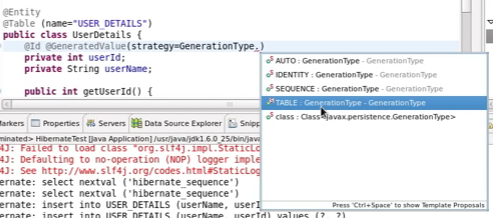 @Entity
@Table (name="USER_DETAILS")
public class UserDetails {
@Id @GeneratedValue(strategy=GenerationType.)
private int userId;
private String userName;
public int getUserId() {
AUTO : GenerationType - GenerationType
IDENTITY : GenerationType - GenerationType
SEQUENCE : GenerationType - GenerationType
TABLE : GenerationType - GenerationType
class : Class<javax.persistence.GenerationType>
Press 'Ctrl+Space' to show Template Proposals
arkers Properties Servers Data Source Explorer Snipp
minated> HibernateTest [Java Application] /usr/java/jdk1.6.0_25/bin/jav
4J: Failed to load class "org.slf4j.impl.StaticLo
4J: Defaulting to no-operation (NOP) logger imple
4J: See http://www.slf4j.org/codes.html#StaticLog
ernate: select nextval ('hibernate_sequence')
ernate: select nextval ('hibernate_sequence')
ernate: insert into USER_DETAILS (userName, userI
ernate: insert into USER_DETAILS (userName, userId) values (?, ?)